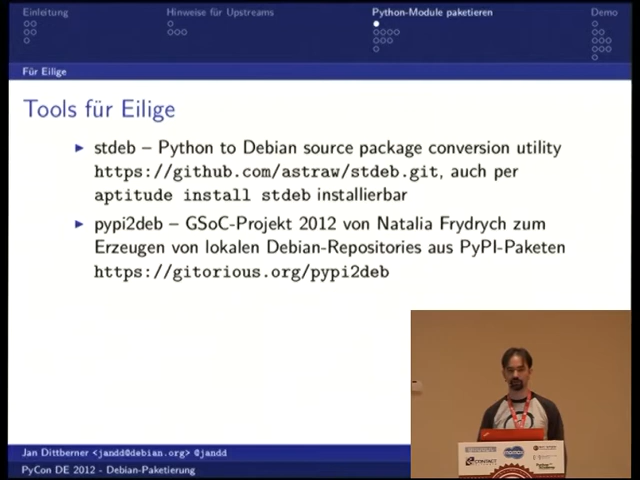 Einleitung
Hinweise für Upstreams
Python-Module paketieren
Demo
Für Eilige
Tools für Eilige
stdeb – Python to Debian source package conversion utility
https://github.com/astraw/stdeb.git, auch per
aptitude install stdeb installierbar
pypi2deb – GSoC-Projekt 2012 von Natalia Frydrych zum
Erzeugen von lokalen Debian-Repositories aus PyPI-Paketen
https://gitorious.org/pypi2deb
Jan Dittberner <jandd@debian.org> @jandd
PyCon DE 2012 - Debian-Paketierung